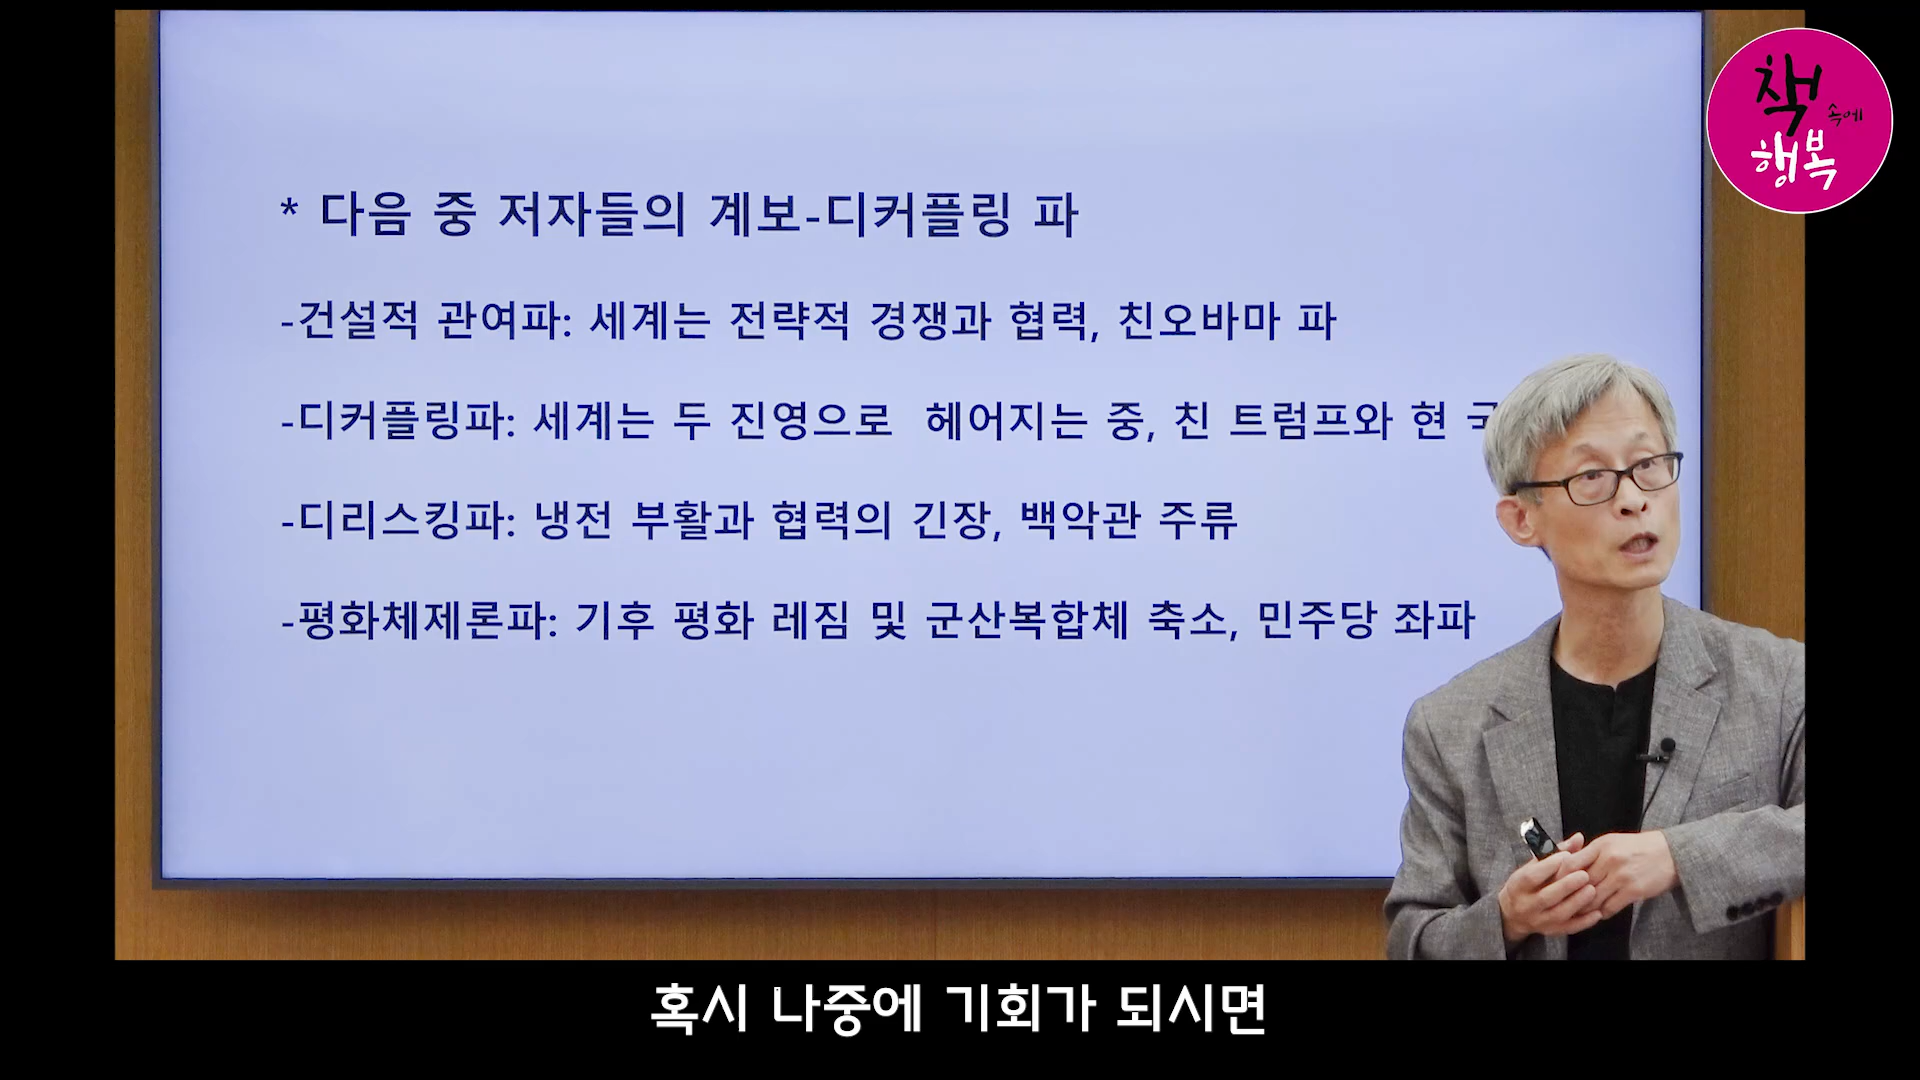 책
속에
행복
* 다음 중 저자들의 계보-디커플링 파
-건설적 관여파: 세계는 전략적 경쟁과 협력, 친오바마 파
-디커플링파: 세계는 두 진영으로 헤어지는 중, 친 트럼프와 현
-디리스킹파: 냉전 부활과 협력의 긴장, 백악관 주류
-평화체제론파: 기후 평화 레짐 및 군산복합체 축소, 민주당 좌파
혹시 나중에 기회가 되시면